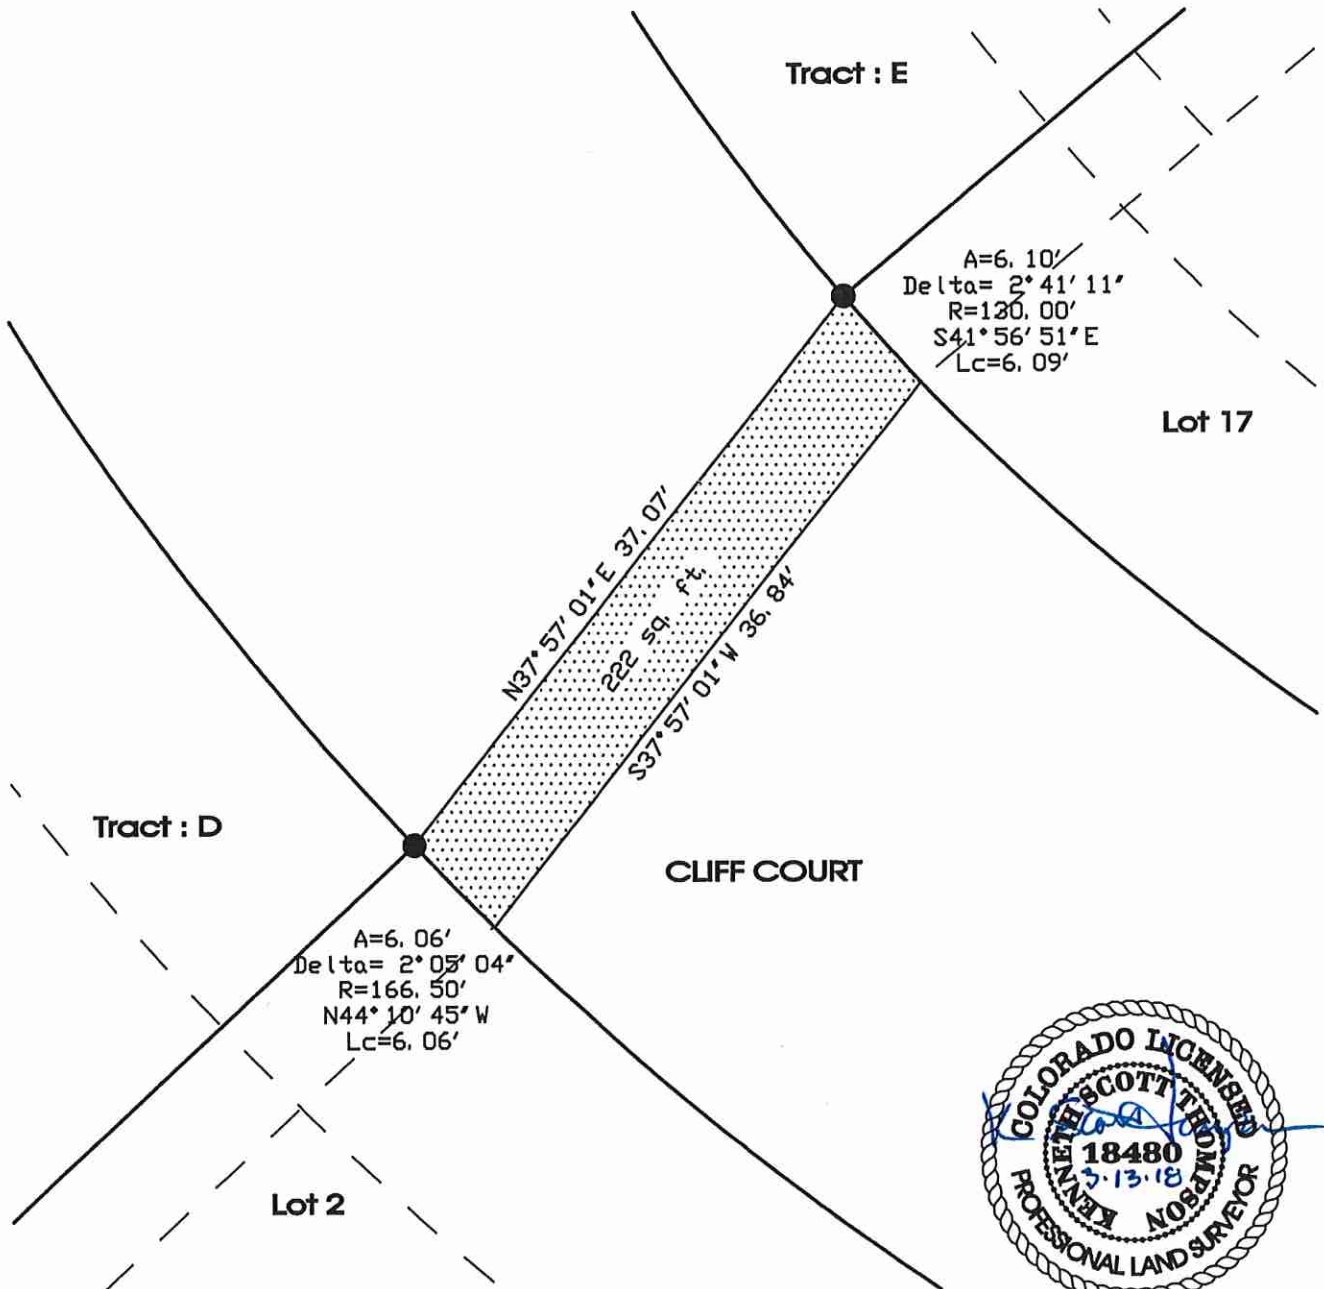 Tract : E
A=6.10'
Delta= 2°41'11"
R=130.00'
S41°56'51"E
Lc=6.09'
Lot 17
N37°57'01"E 37.07'
222 sq. ft.
S37°57'01"W 36.84'
Tract : D
CLIFF COURT
A=6.06'
Delta= 2°05'04"
R=166.50'
N44°10'45"W
Lc=6.06'
Lot 2
COLORADO LICENSED
KENNETH SCOTT THOMPSON
18480
3.13.18
PROFESSIONAL LAND SURVEYOR